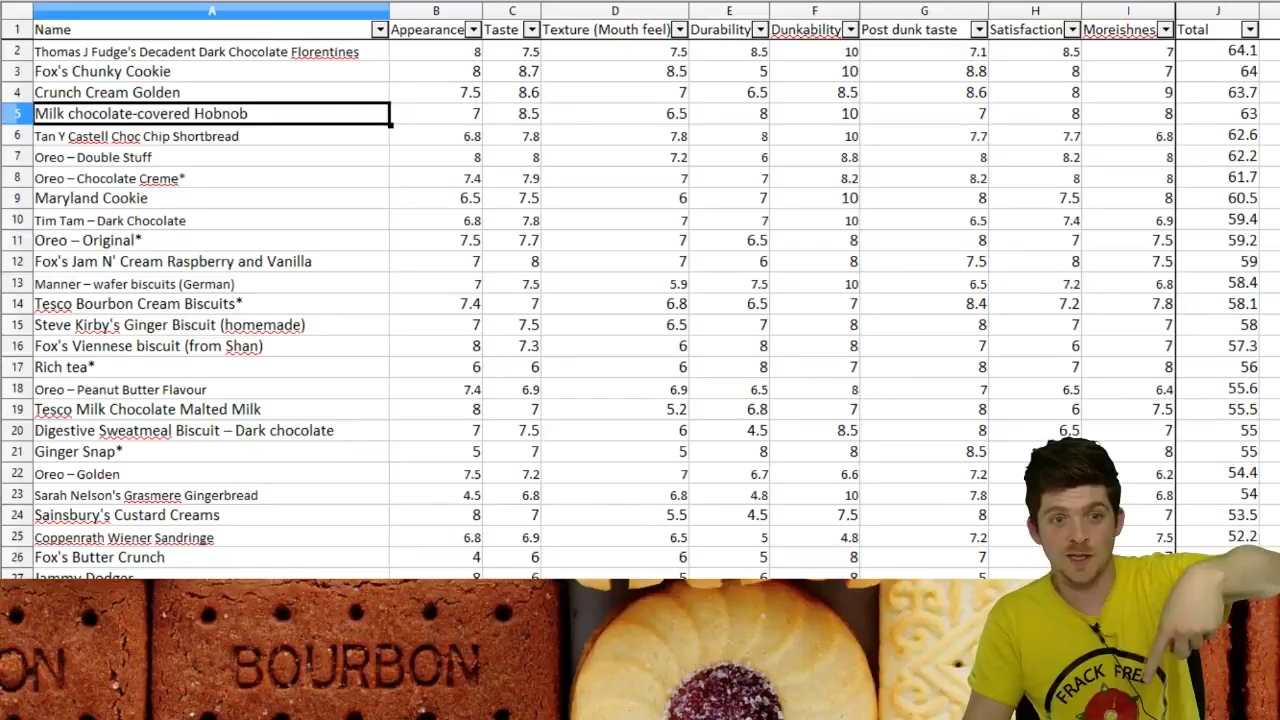 A B C D E F G H I J
1 Name Appearance Taste Texture (Mouth feel) Durability Dunkability Post dunk taste Satisfaction Moreishnes Total
2 Thomas J Fudge's Decadent Dark Chocolate Florentines 8 7.5 7.5 8.5 10 7.1 8.5 7 64.1
3 Fox's Chunky Cookie 8 8.7 8.5 5 10 8.8 8 7 64
4 Crunch Cream Golden 7.5 8.6 7 6.5 8.5 8.6 8 9 63.7
5 Milk chocolate-covered Hobnob 7 8.5 6.5 8 10 7 8 8 63
6 Tan Y Castell Choc Chip Shortbread 6.8 7.8 7.8 8 10 7.7 7.7 6.8 62.6
7 Oreo – Double Stuff 8 8 7.2 6 8.8 8 8.2 8 62.2
8 Oreo – Chocolate Creme* 7.4 7.9 7 7 8.2 8.2 8 8 61.7
9 Maryland Cookie 6.5 7.5 6 7 10 8 7.5 8 60.5
10 Tim Tam – Dark Chocolate 6.8 7.8 7 7 10 6.5 7.4 6.9 59.4
11 Oreo – Original* 7.5 7.7 7 6.5 8 8 7 7.5 59.2
12 Fox's Jam N' Cream Raspberry and Vanilla 7 8 7 6 8 7.5 8 7.5 59
13 Manner – wafer biscuits (German) 7 7.5 5.9 7.5 10 6.5 7.2 6.8 58.4
14 Tesco Bourbon Cream Biscuits* 7.4 7 6.8 6.5 7 8.4 7.2 7.8 58.1
15 Steve Kirby's Ginger Biscuit (homemade) 7 7.5 6.5 7 8 8 7 7 58
16 Fox's Viennese biscuit (from Shan) 8 7.3 6 8 8 7 6 7 57.3
17 Rich tea* 6 6 6 8 7 8 7 8 56
18 Oreo – Peanut Butter Flavour 7.4 6.9 6.9 6.5 8 7 6.5 6.4 55.6
19 Tesco Milk Chocolate Malted Milk 8 7 5.2 6.8 7 8 6 7.5 55.5
20 Digestive Sweatmeal Biscuit – Dark chocolate 7 7.5 6 4.5 8.5 8 6.5 7 55
21 Ginger Snap* 5 7 5 8 8 8.5 8 55
22 Oreo – Golden 7.5 7.2 7 6.7 6.6 7.2 6.2 54.4
23 Sarah Nelson's Grasmere Gingerbread 4.5 6.8 6.8 4.8 10 7.8 6.8 54
24 Sainsbury's Custard Creams 8 7 5.5 4.5 7.5 8 7 53.5
25 Coppenrath Wiener Sandringe 6.8 6.9 6.5 5 4.8 7.2 7.5 52.2
26 Fox's Butter Crunch 4 6 6 5 8 7
27 Jammy Dodger 8 6 5 6 8 5
ON BOURBON
FRACK FREE